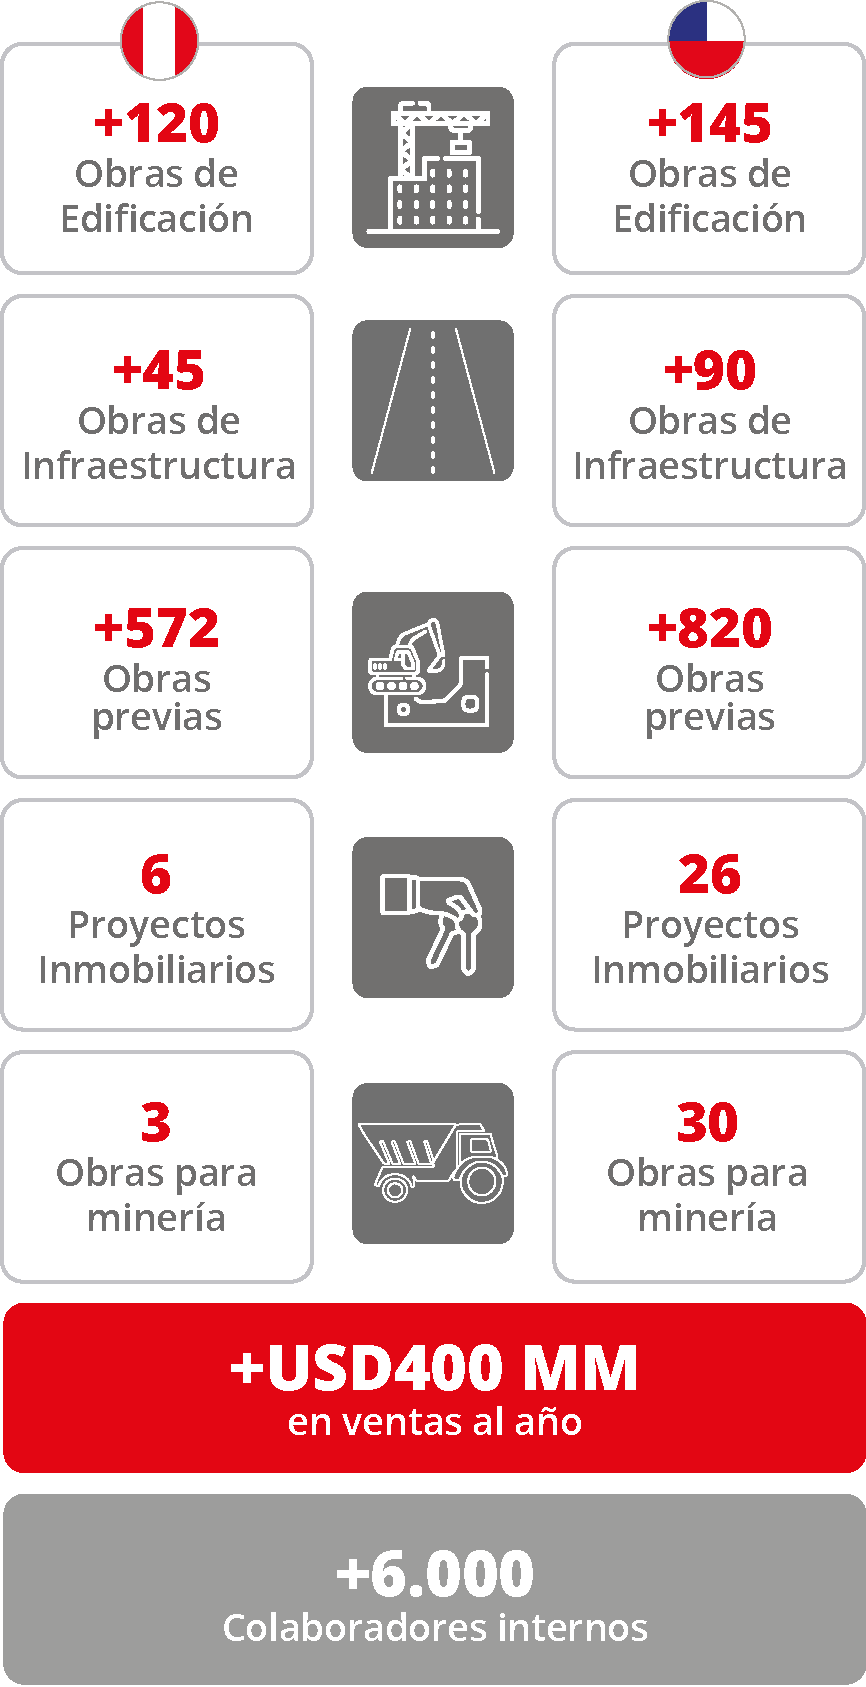 +120
Obras de
Edificación
+145
Obras de
Edificación
+45
Obras de
Infraestructura
+90
Obras de
Infraestructura
+572
Obras
previas
+820
Obras
previas
6
Proyectos
Inmobiliarios
26
Proyectos
Inmobiliarios
3
Obras para
minería
30
Obras para
minería
+USD400 MM
en ventas al año
+6.000
Colaboradores internos